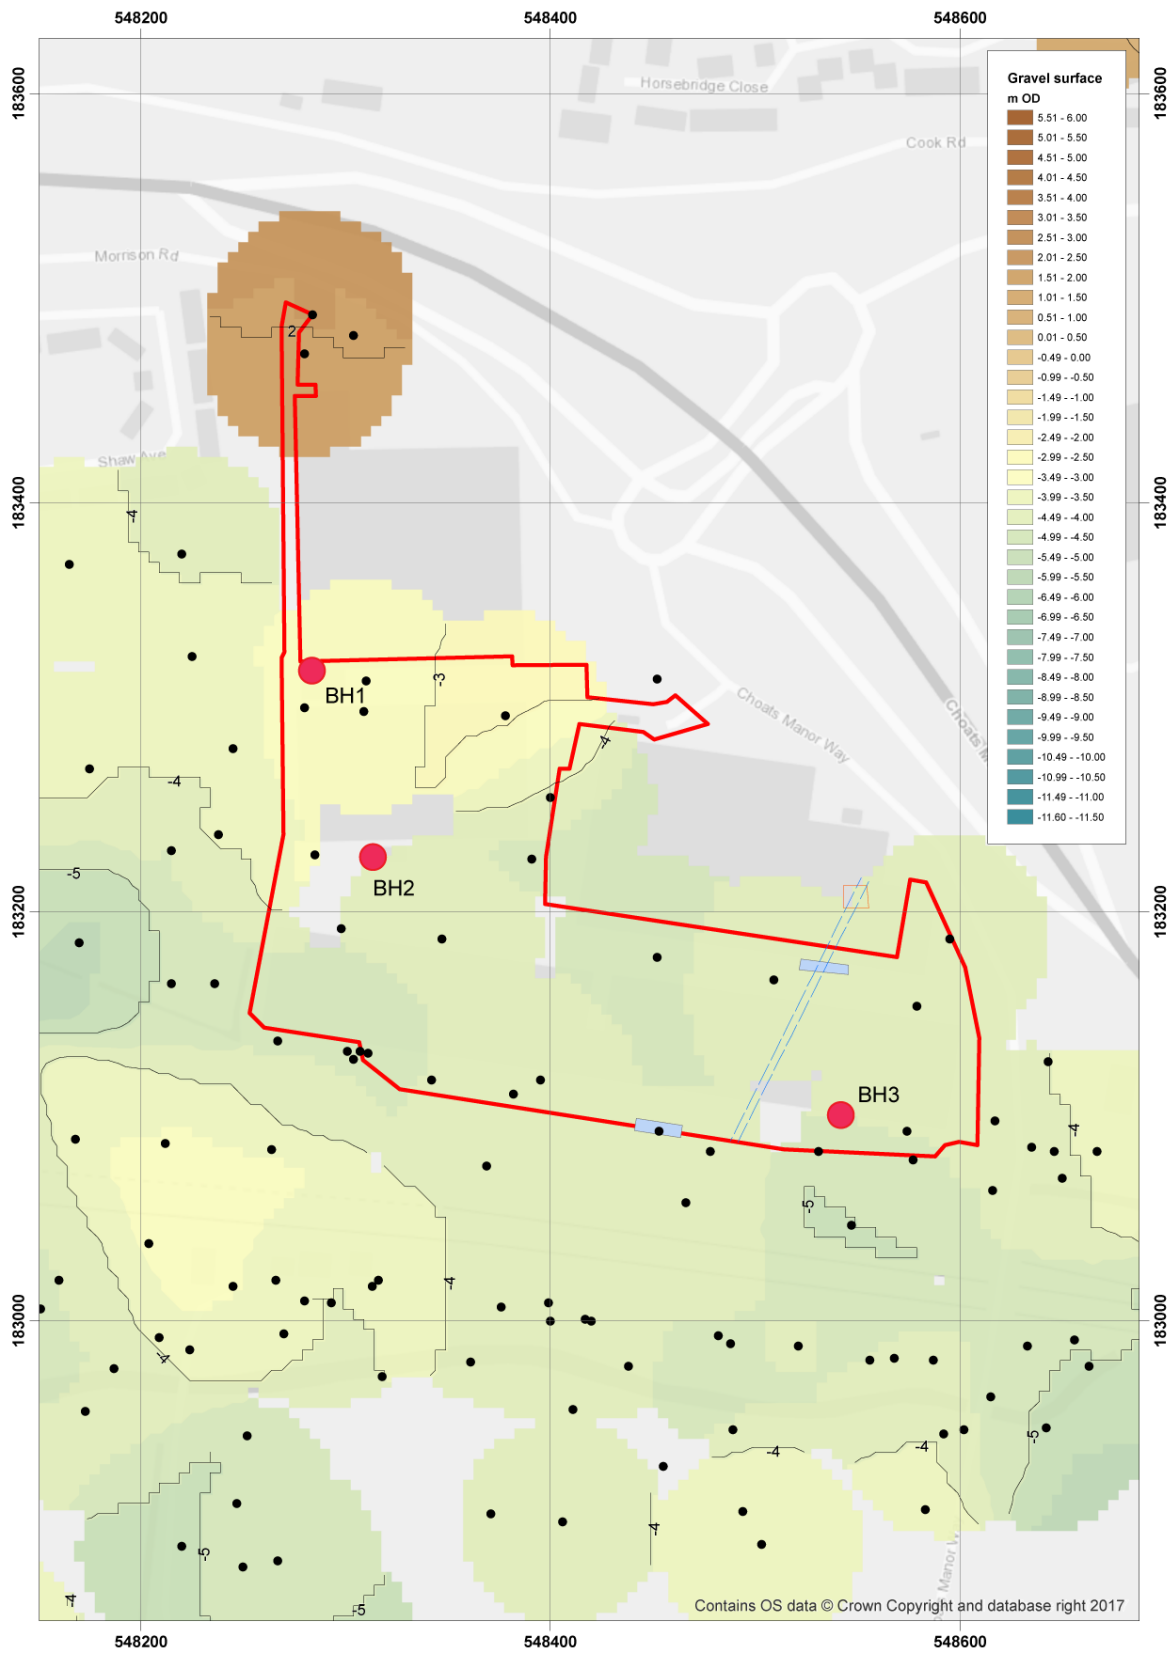 548200
548400
548600
183600
183600
Horsebridge Close
Cook Rd
Morrison Rd
Shaw Ave
183400
183400
Choats Manor Way
Choats M
183200
183200
183000
183000
2
-4
-3
-4
-4
-5
-4
-5
-4
-4
-4
-4
-5
-5
-4
-4
-5
BH1
BH2
BH3
Gravel surface
m OD
5.51 - 6.00
5.01 - 5.50
4.51 - 5.00
4.01 - 4.50
3.51 - 4.00
3.01 - 3.50
2.51 - 3.00
2.01 - 2.50
1.51 - 2.00
1.01 - 1.50
0.51 - 1.00
0.01 - 0.50
-0.49 - 0.00
-0.99 - -0.50
-1.49 - -1.00
-1.99 - -1.50
-2.49 - -2.00
-2.99 - -2.50
-3.49 - -3.00
-3.99 - -3.50
-4.49 - -4.00
-4.99 - -4.50
-5.49 - -5.00
-5.99 - -5.50
-6.49 - -6.00
-6.99 - -6.50
-7.49 - -7.00
-7.99 - -7.50
-8.49 - -8.00
-8.99 - -8.50
-9.49 - -9.00
-9.99 - -9.50
-10.49 - -10.00
-10.99 - -10.50
-11.49 - -11.00
-11.60 - -11.50
Manor W
Contains OS data © Crown Copyright and database right 2017
548200
548400
548600